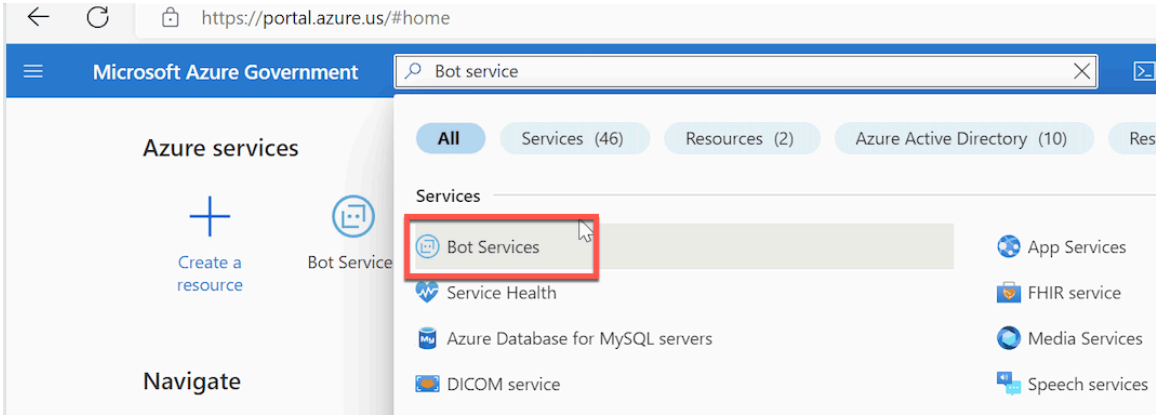 https://portal.azure.us/#home
Microsoft Azure Government
Bot service
All
Services (46)
Resources (2)
Azure Active Directory (10)
Res
Azure services
Create a
resource
Bot Service
Services
Bot Services
App Services
Service Health
FHIR service
Azure Database for MySQL servers
Media Services
DICOM service
Speech services
Navigate